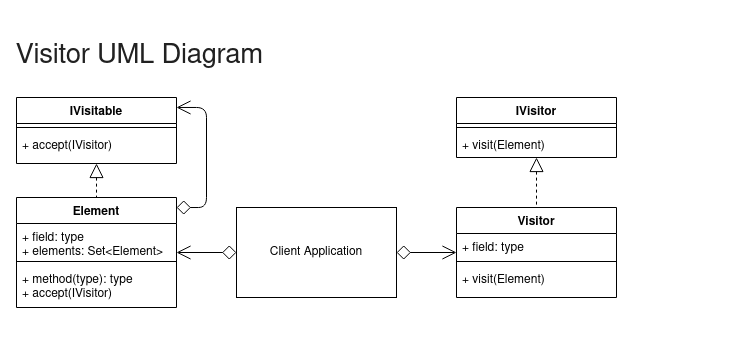 Visitor UML Diagram
IVisitable
+ accept(IVisitor)
IVisitor
+ visit(Element)
Element
+ field: type
+ elements: Set<Element>
+ method(type): type
+ accept(IVisitor)
Client Application
Visitor
+ field: type
+ visit(Element)